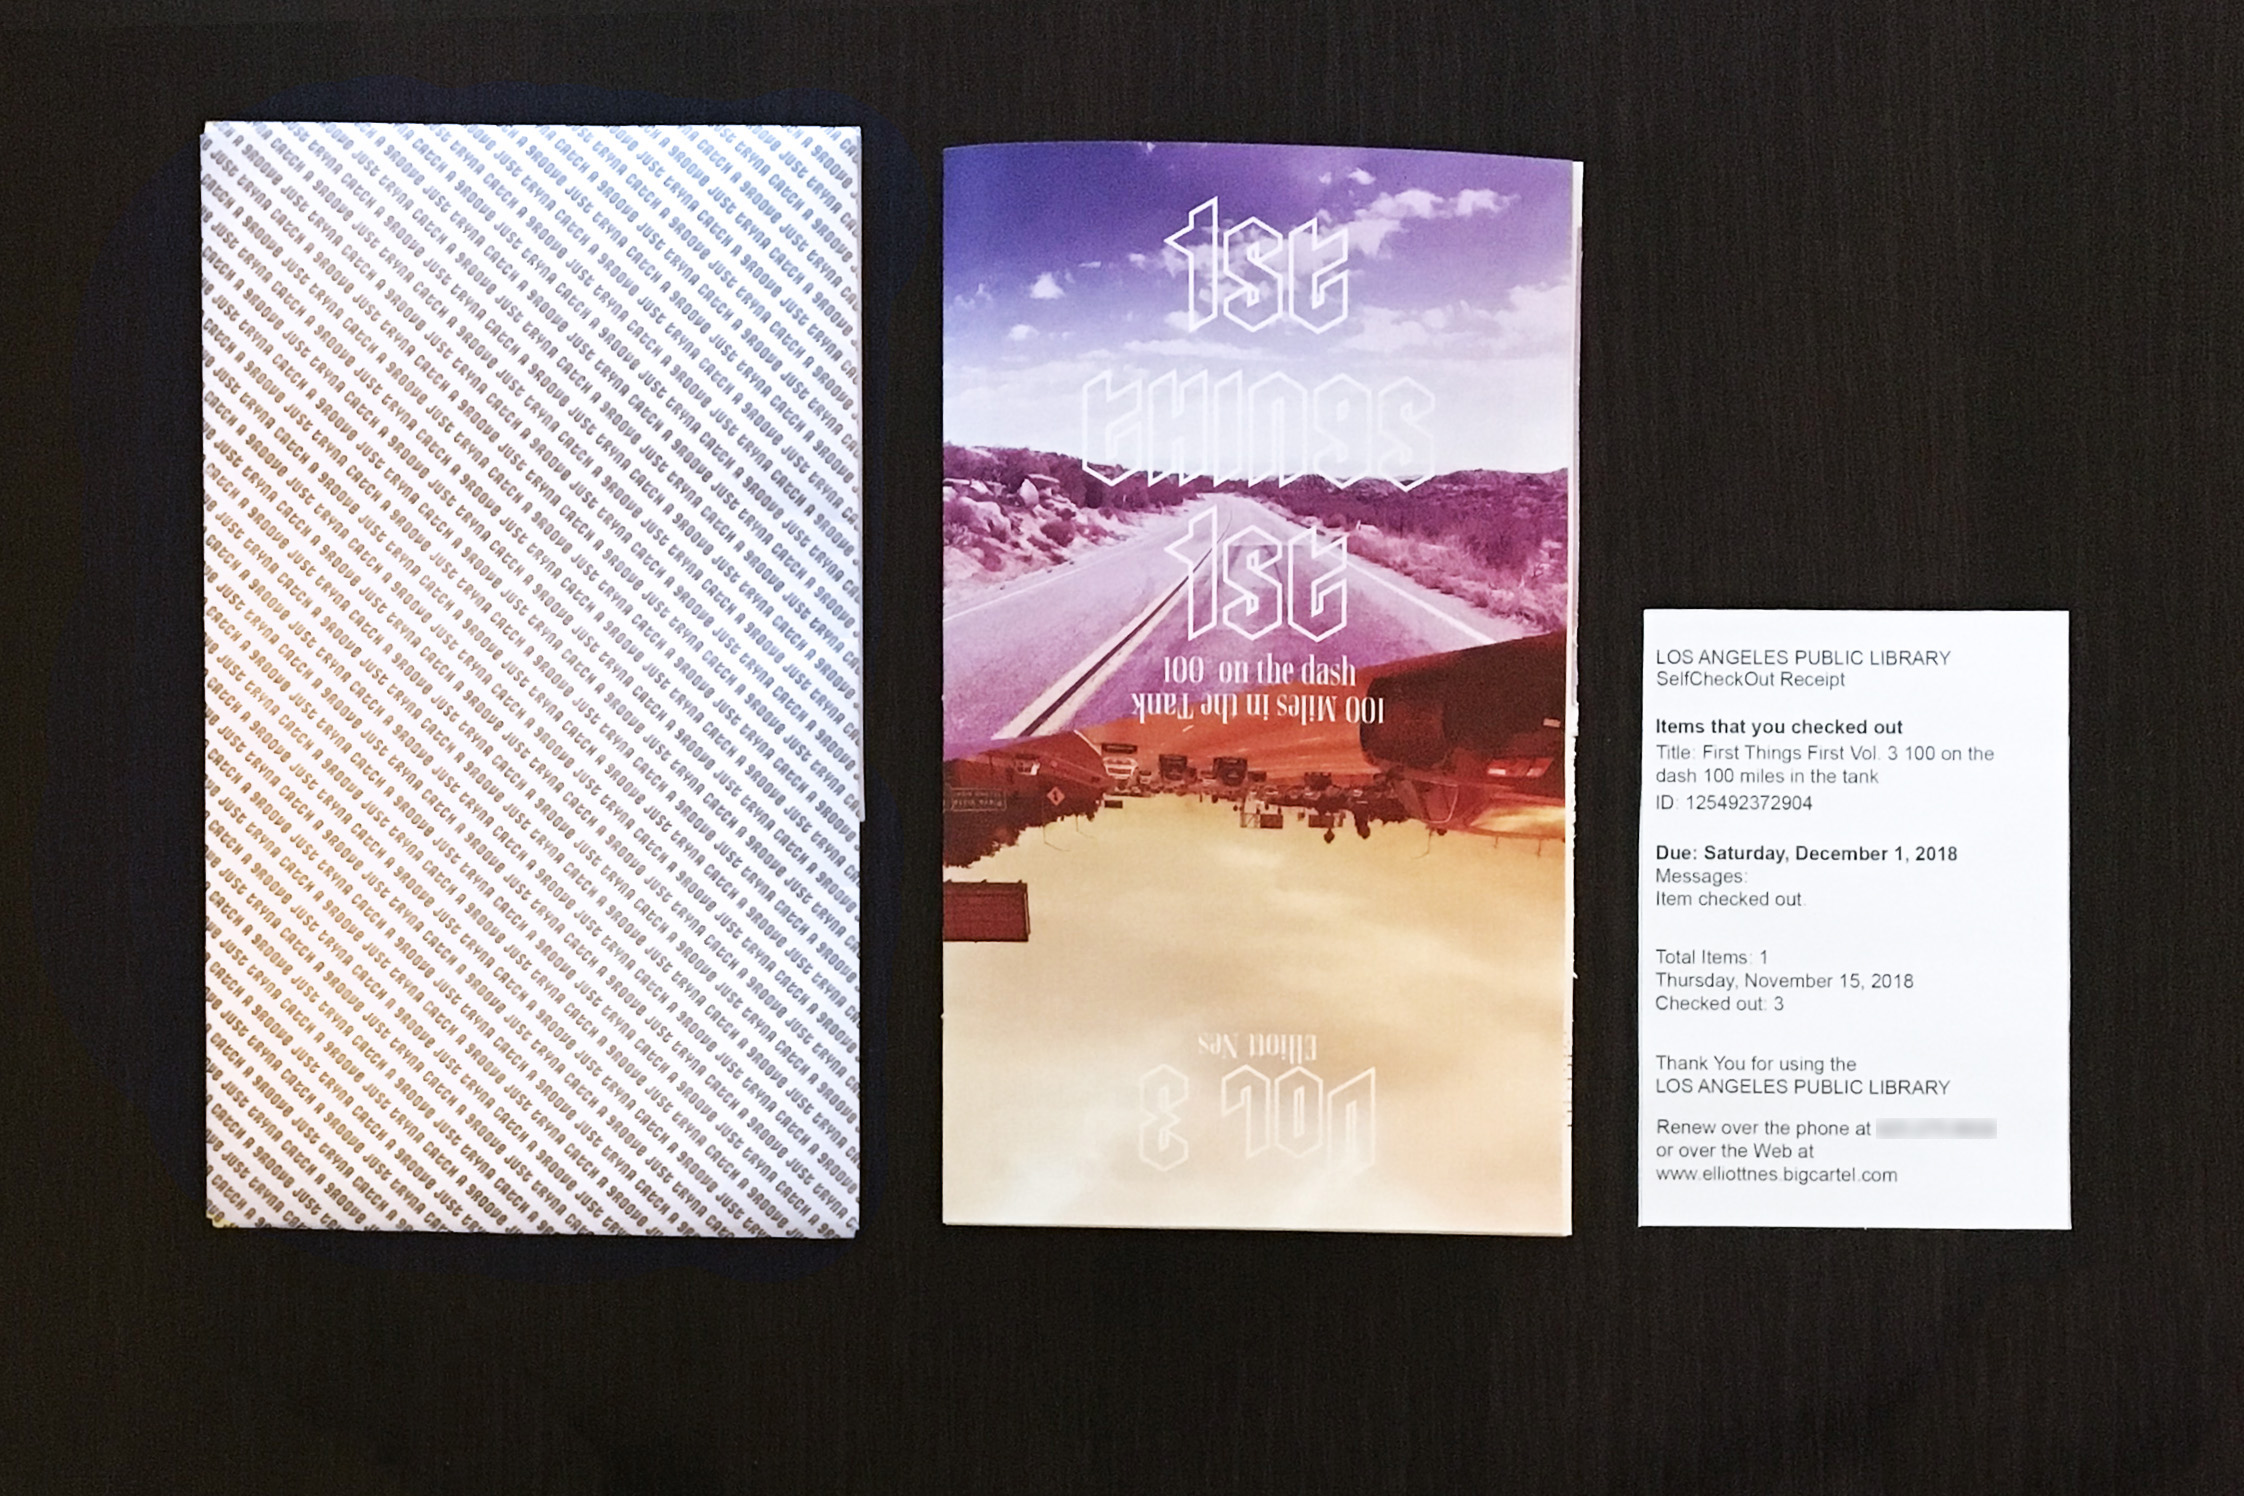 JUST TRYNA CATCH A GROOVE JUST TRYNA CATCH A GROOVE JUST TRYNA CATCH A GROOVE
1st
things
1st
100 on the dash
100 Miles in the Tank
Elliott Nes
VOL 3
LOS ANGELES PUBLIC LIBRARY
SelfCheckOut Receipt
Items that you checked out
Title: First Things First Vol. 3 100 on the
dash 100 miles in the tank
ID: 125492372904
Due: Saturday, December 1, 2018
Messages:
Item checked out.
Total Items: 1
Thursday, November 15, 2018
Checked out: 3
Thank You for using the
LOS ANGELES PUBLIC LIBRARY
Renew over the phone at
or over the Web at
www.elliottnes.bigcartel.com